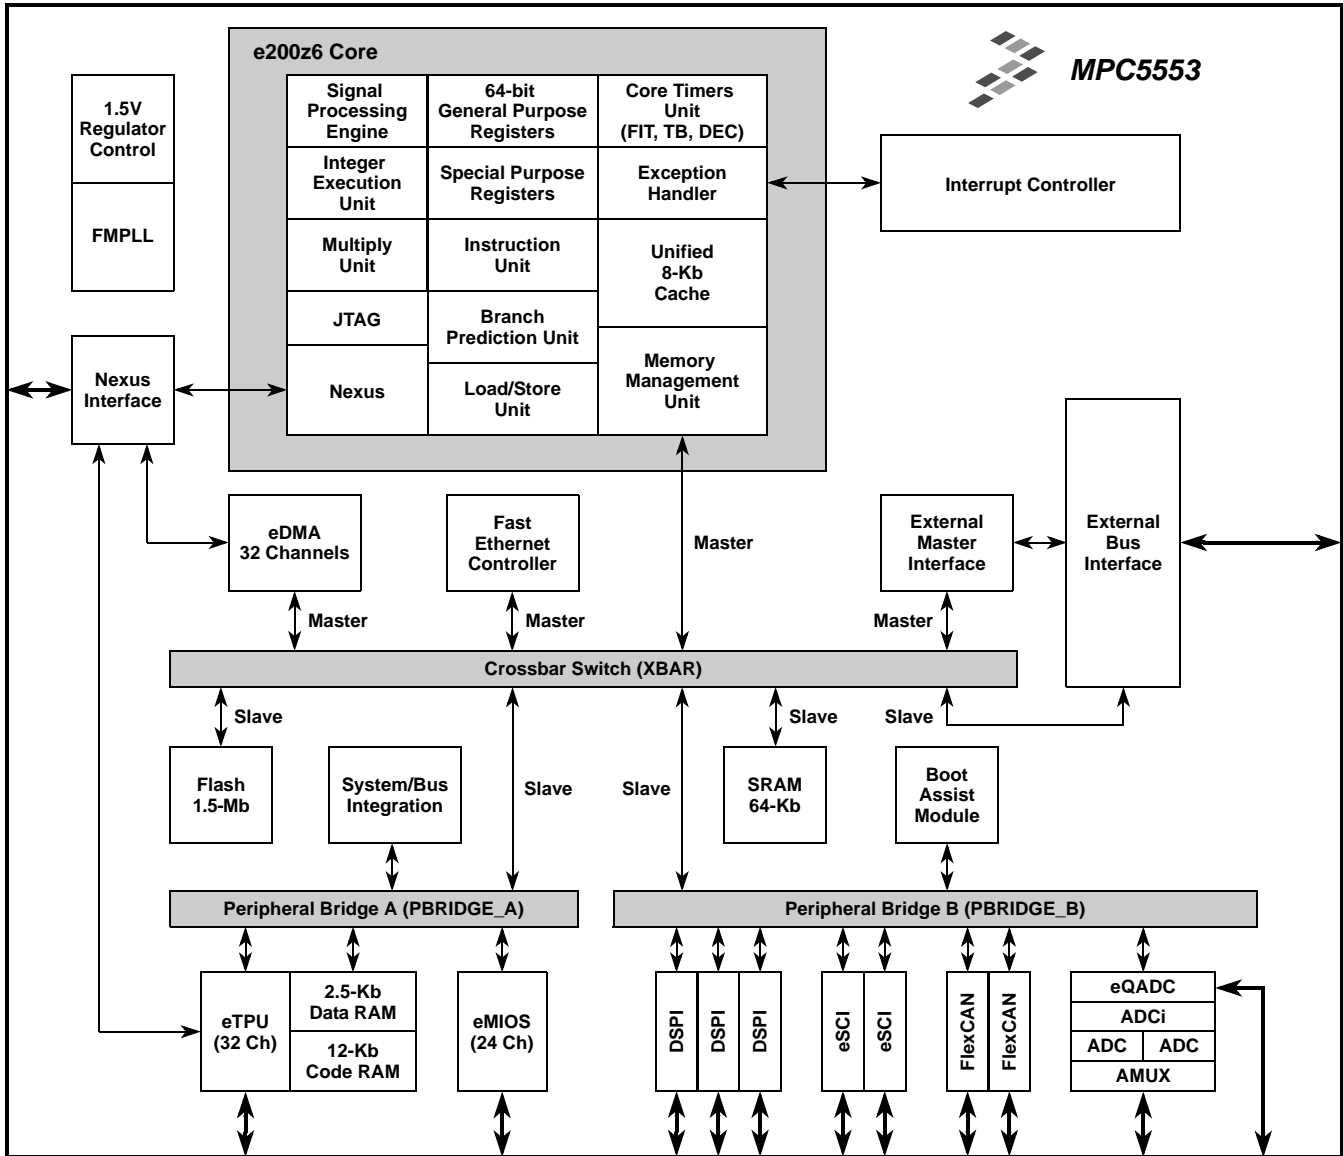 e200z6 Core
MPC5553
1.5V
Regulator
Control
FMPLL
Signal
Processing
Engine
64-bit
General Purpose
Registers
Core Timers
Unit
(FIT, TB, DEC)
Integer
Execution
Unit
Special Purpose
Registers
Exception
Handler
Interrupt Controller
Multiply
Unit
Instruction
Unit
Unified
8-Kb
Cache
JTAG
Branch
Prediction Unit
Nexus
Interface
Nexus
Load/Store
Unit
Memory
Management
Unit
eDMA
32 Channels
Fast
Ethernet
Controller
Master
External
Master
Interface
External
Bus
Interface
Master
Master
Master
Crossbar Switch (XBAR)
Slave
Slave
Slave
Flash
1.5-Mb
System/Bus
Integration
Slave
Slave
SRAM
64-Kb
Boot
Assist
Module
Peripheral Bridge A (PBRIDGE_A)
Peripheral Bridge B (PBRIDGE_B)
eTPU
(32 Ch)
2.5-Kb
Data RAM
12-Kb
Code RAM
eMIOS
(24 Ch)
DSPI
DSPI
DSPI
eSCI
eSCI
FlexCAN
FlexCAN
eQADC
ADCi
ADC
ADC
AMUX